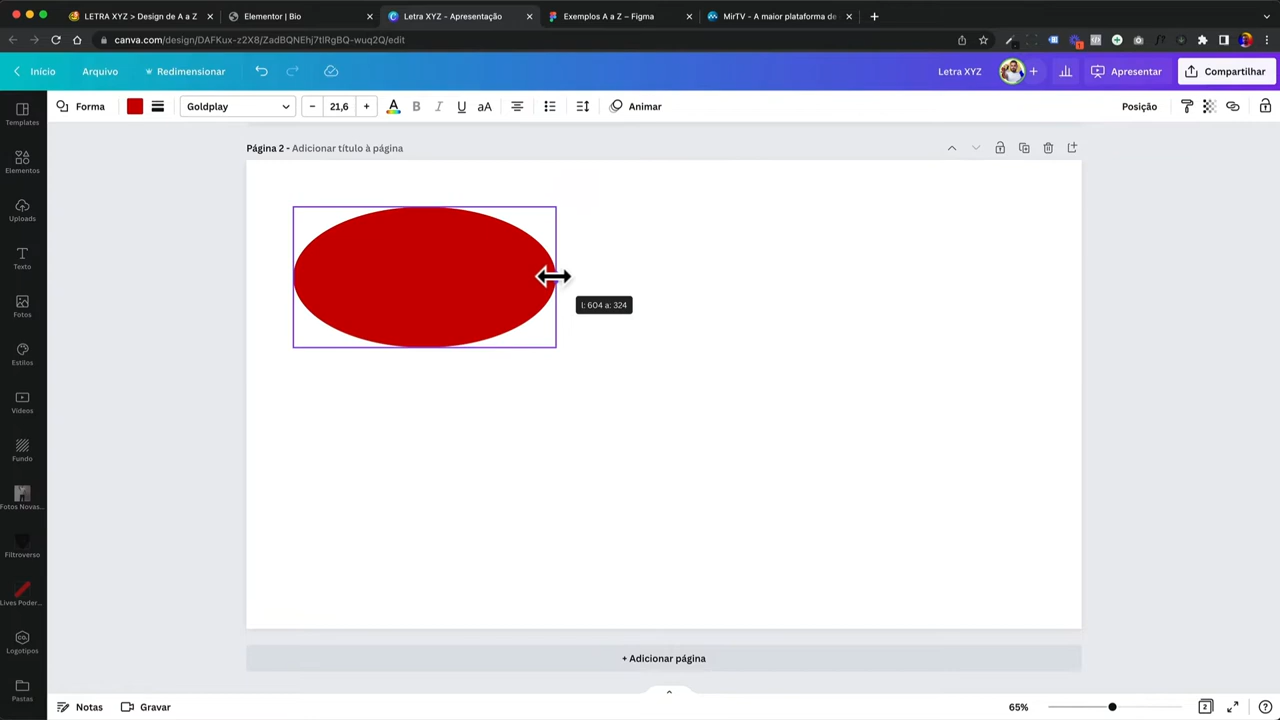 LETRA XYZ > Design de A a Z
Elementor | Bio
Letra XYZ - Apresentação
Exemplos A a Z – Figma
MirTV - A maior plataforma de
canva.com/design/DAFKux-z2X8/ZadBQNEhj7tlRgBQ-wuq2Q/edit
Início
Arquivo
Redimensionar
Letra XYZ
Apresentar
Compartilhar
Forma
Goldplay
21,6
A
B
I
U
aA
Animar
Posição
Templates
Elementos
Uploads
Texto
Fotos
Estilos
Vídeos
Fundo
Fotos Novas...
Filtroverso
Lives Poder...
CO.
Logotipos
Pastas
Página 2 - Adicionar título à página
l: 604 a: 324
+ Adicionar página
Notas
Gravar
65%
2